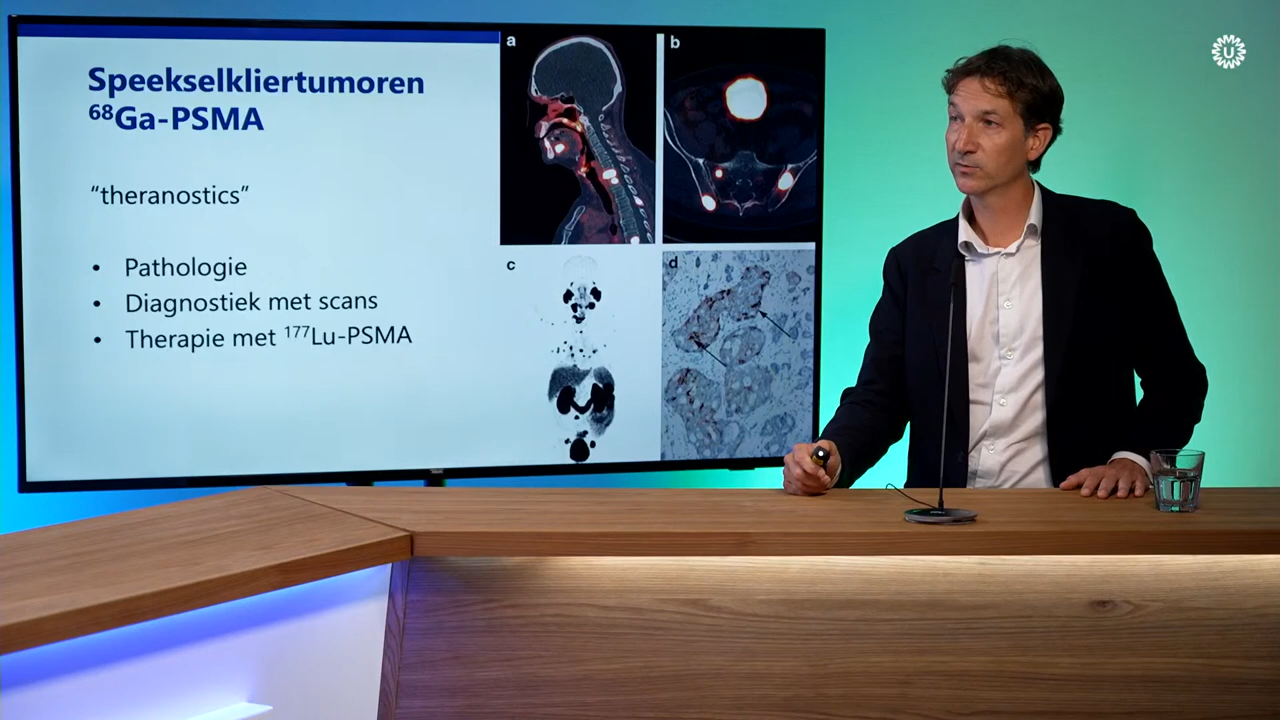 Speekselkliertumoren
⁶⁸Ga-PSMA
“theranostics”
• Pathologie
• Diagnostiek met scans
• Therapie met ¹⁷⁷Lu-PSMA
a
b
c
d
U